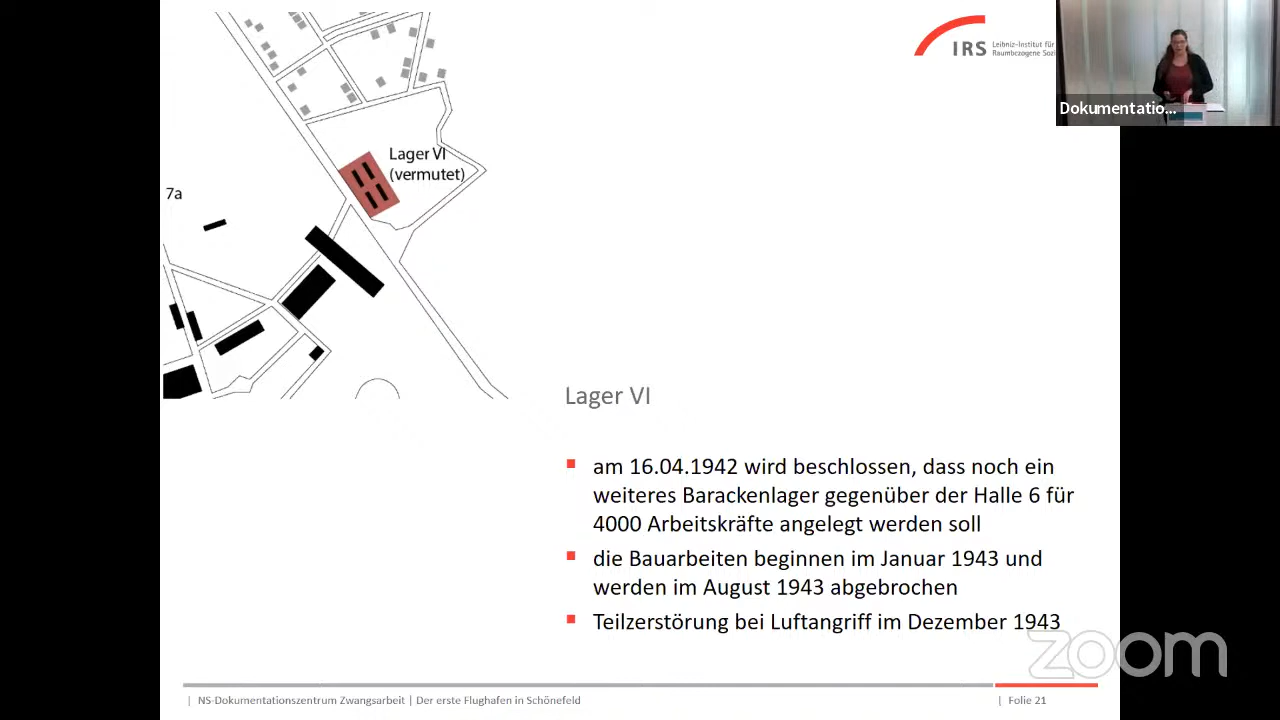 IRS
Leibniz-Institut für
Raumbezogene Sozi
Dokumentatio...
Lager VI
(vermutet)
7a
Lager VI
am 16.04.1942 wird beschlossen, dass noch ein
weiteres Barackenlager gegenüber der Halle 6 für
4000 Arbeitskräfte angelegt werden soll
die Bauarbeiten beginnen im Januar 1943 und
werden im August 1943 abgebrochen
Teilzerstörung bei Luftangriff im Dezember 1943
zoom
| NS-Dokumentationszentrum Zwangsarbeit | Der erste Flughafen in Schönefeld
| Folie 21